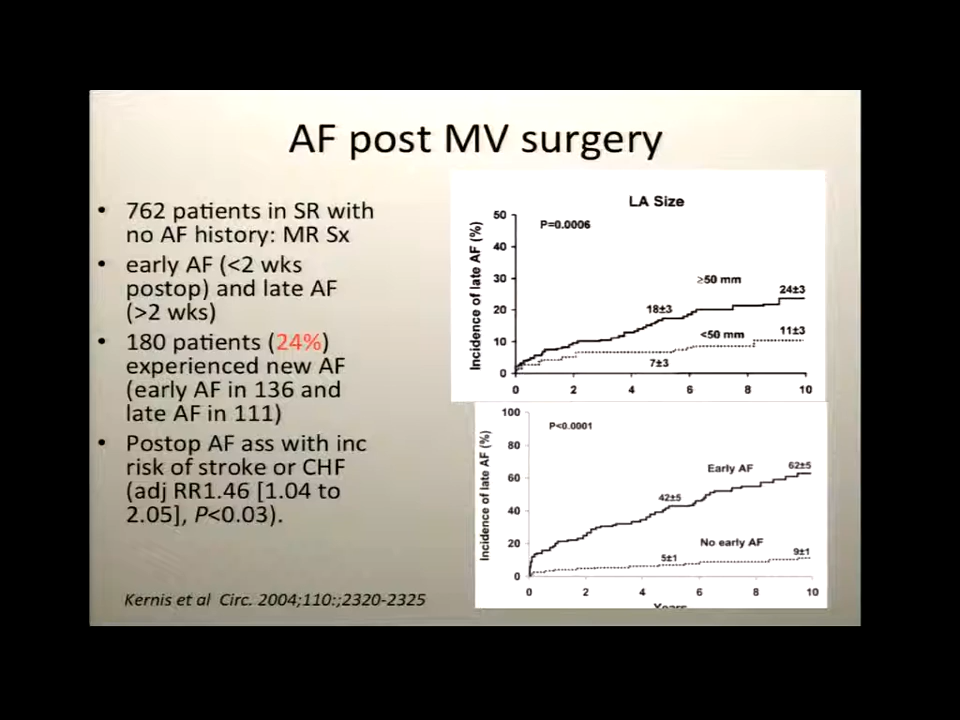 AF post MV surgery
• 762 patients in SR with
no AF history: MR Sx
• early AF (<2 wks
postop) and late AF
(>2 wks)
• 180 patients (24%)
experienced new AF
(early AF in 136 and
late AF in 111)
• Postop AF ass with inc
risk of stroke or CHF
(adj RR1.46 [1.04 to
2.05], P<0.03).
Kernis et al Circ. 2004;110:;2320-2325
LA Size
P=0.0006
Incidence of late AF (%)
50
40
30
20
10
0
≥50 mm
24±3
18±3
<50 mm
11±3
7±3
0 2 4 6 8 10
P<0.0001
Incidence of late AF (%)
100
80
60
40
20
0
Early AF
62±5
42±5
No early AF
9±1
5±1
0 2 4 6 8 10
Years